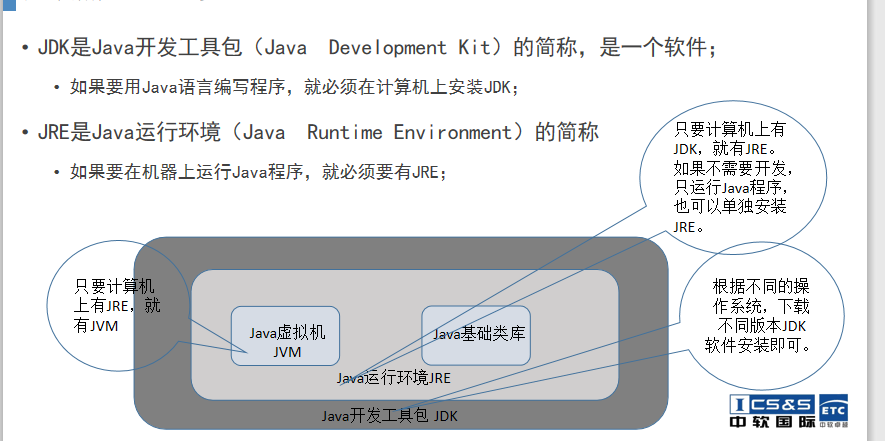 • JDK是Java开发工具包（Java Development Kit）的简称，是一个软件；
• 如果要用Java语言编写程序，就必须在计算机上安装JDK；
• JRE是Java运行环境（Java Runtime Environment）的简称
• 如果要在机器上运行Java程序，就必须要有JRE；
只要计算机上有
JDK，就有JRE。
如果不需要开发，
只运行Java程序，
也可以单独安装
JRE。
只要计算机
上有JRE，就
有JVM
Java虚拟机
JVM
Java基础类库
Java运行环境JRE
Java开发工具包 JDK
根据不同的操
作系统，下载
不同版本JDK
软件安装即可。
ICS&S
中软国际
ETC
中软卓越